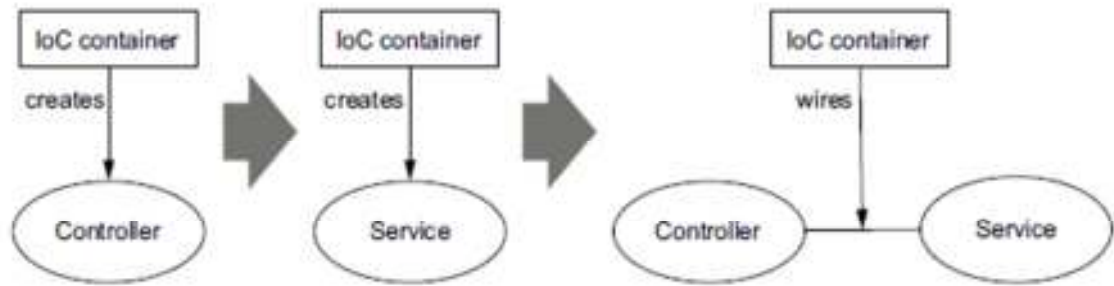 IoC container
creates
Controller
IoC container
creates
Service
IoC container
wires
Controller
Service